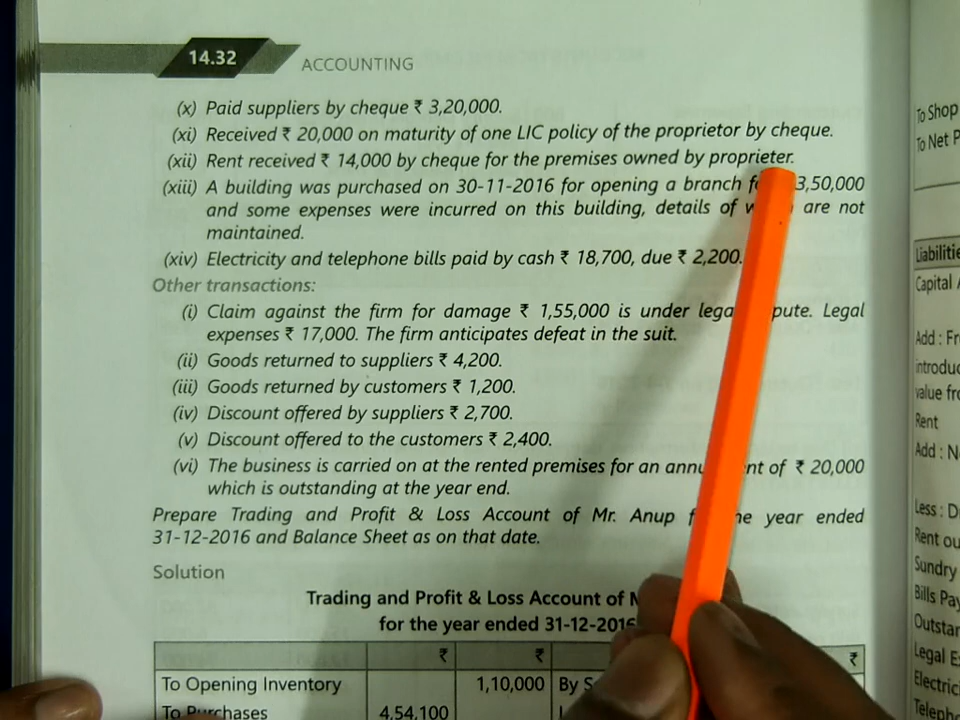 14.32 ACCOUNTING
(x) Paid suppliers by cheque ₹ 3,20,000.
(xi) Received ₹ 20,000 on maturity of one LIC policy of the proprietor by cheque.
(xii) Rent received ₹ 14,000 by cheque for the premises owned by proprieter.
(xiii) A building was purchased on 30-11-2016 for opening a branch 3,50,000
and some expenses were incurred on this building, details of are not
maintained.
(xiv) Electricity and telephone bills paid by cash ₹ 18,700, due ₹ 2,200.
Other transactions:
(i) Claim against the firm for damage ₹ 1,55,000 is under Legal
expenses ₹ 17,000. The firm anticipates defeat in the suit.
(ii) Goods returned to suppliers ₹ 4,200.
(iii) Goods returned by customers ₹ 1,200.
(iv) Discount offered by suppliers ₹ 2,700.
(v) Discount offered to the customers ₹ 2,400.
(vi) The business is carried on at the rented premises for an of ₹ 20,000
which is outstanding at the year end.
Prepare Trading and Profit & Loss Account of Mr. Anup year ended
31-12-2016 and Balance Sheet as on that date.
Solution
Trading and Profit & Loss Account of
for the year ended 31-12-2016
₹ ₹ ₹
To Opening Inventory 1,10,000 By
To Purchases 4,54,100
To Shop
To Net
Liabilitie
Capital
Add : Fr
introduc
value fro
Rent
Add : N
Less : D
Rent ou
Sundry
Bills Pay
Outstar
Legal E
Electric
Telepho